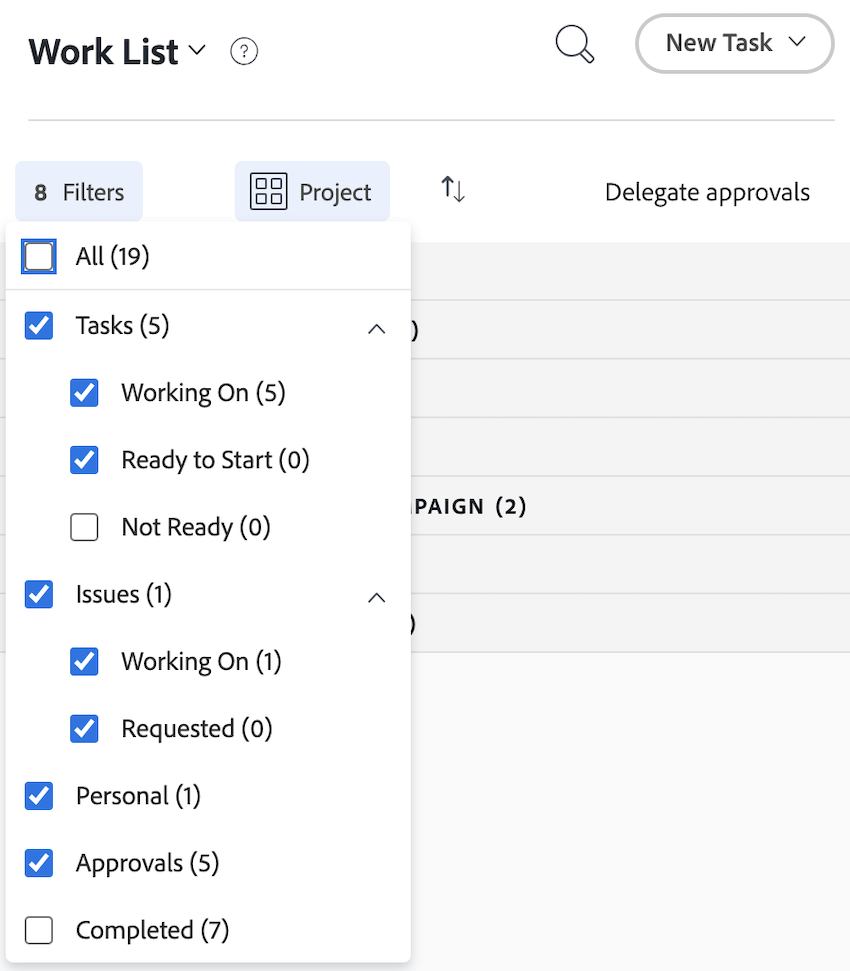 Work List ?
New Task
8 Filters
Project
Delegate approvals
All (19)
Tasks (5)
)
Working On (5)
Ready to Start (0)
Not Ready (0)
PAIGN (2)
Issues (1)
)
Working On (1)
Requested (0)
Personal (1)
Approvals (5)
Completed (7)